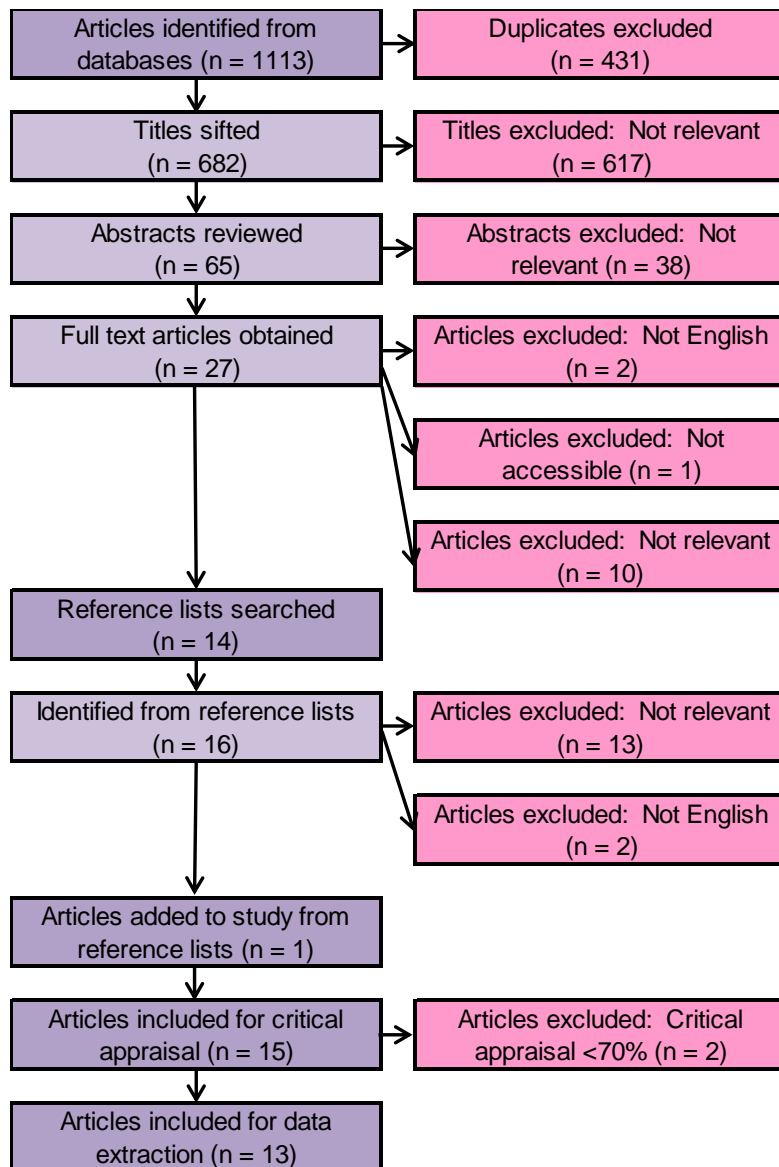 Articles identified from
databases (n = 1113)
Duplicates excluded
(n = 431)
Titles sifted
(n = 682)
Titles excluded:  Not relevant
(n = 617)
Abstracts reviewed
(n = 65)
Abstracts excluded:  Not
relevant (n = 38)
Full text articles obtained
(n = 27)
Articles excluded:  Not English
(n = 2)
Articles excluded:  Not
accessible (n = 1)
Articles excluded:  Not relevant
(n = 10)
Reference lists searched
(n = 14)
Identified from reference lists
(n = 16)
Articles excluded:  Not relevant
(n = 13)
Articles excluded:  Not English
(n = 2)
Articles added to study from
reference lists (n = 1)
Articles included for critical
appraisal (n = 15)
Articles excluded:  Critical
appraisal <70% (n = 2)
Articles included for data
extraction (n = 13)